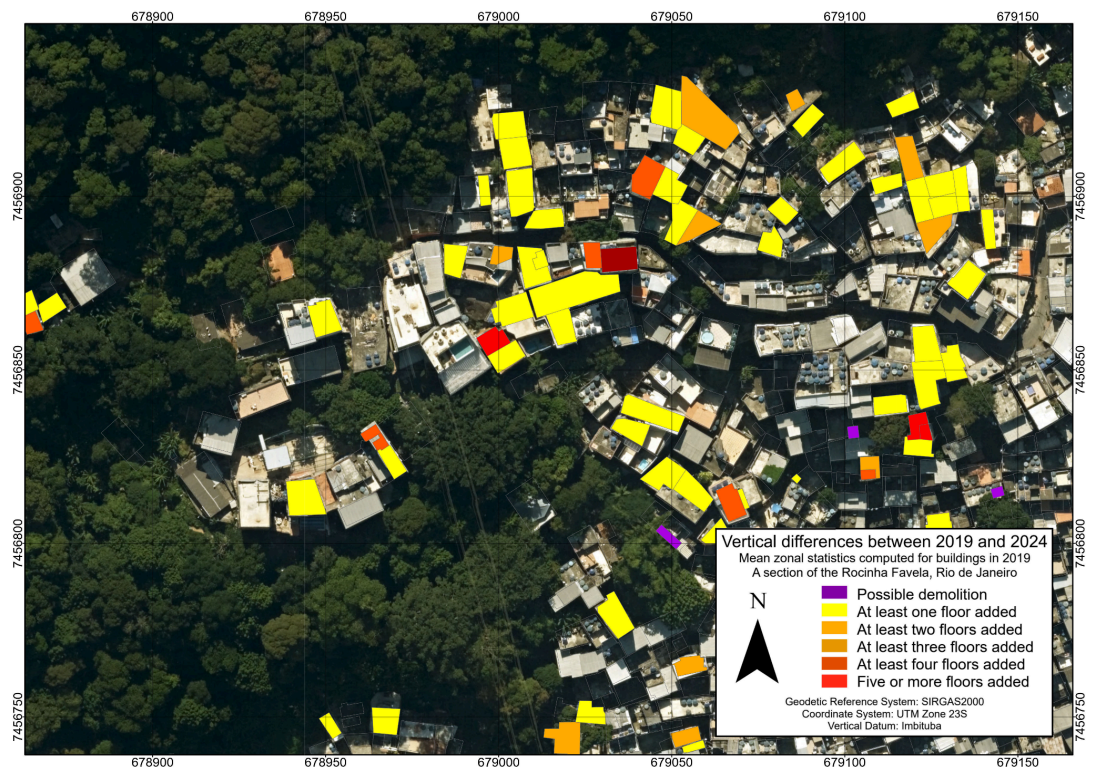 678900 678950 679000 679050 679100 679150
7456900
7456850
7456800
7456750
7456900
7456850
7456800
7456750
Vertical differences between 2019 and 2024
Mean zonal statistics computed for buildings in 2019
A section of the Rocinha Favela, Rio de Janeiro
N
Possible demolition
At least one floor added
At least two floors added
At least three floors added
At least four floors added
Five or more floors added
Geodetic Reference System: SIRGAS2000
Coordinate System: UTM Zone 23S
Vertical Datum: Imbituba
678900 678950 679000 679050 679100 679150